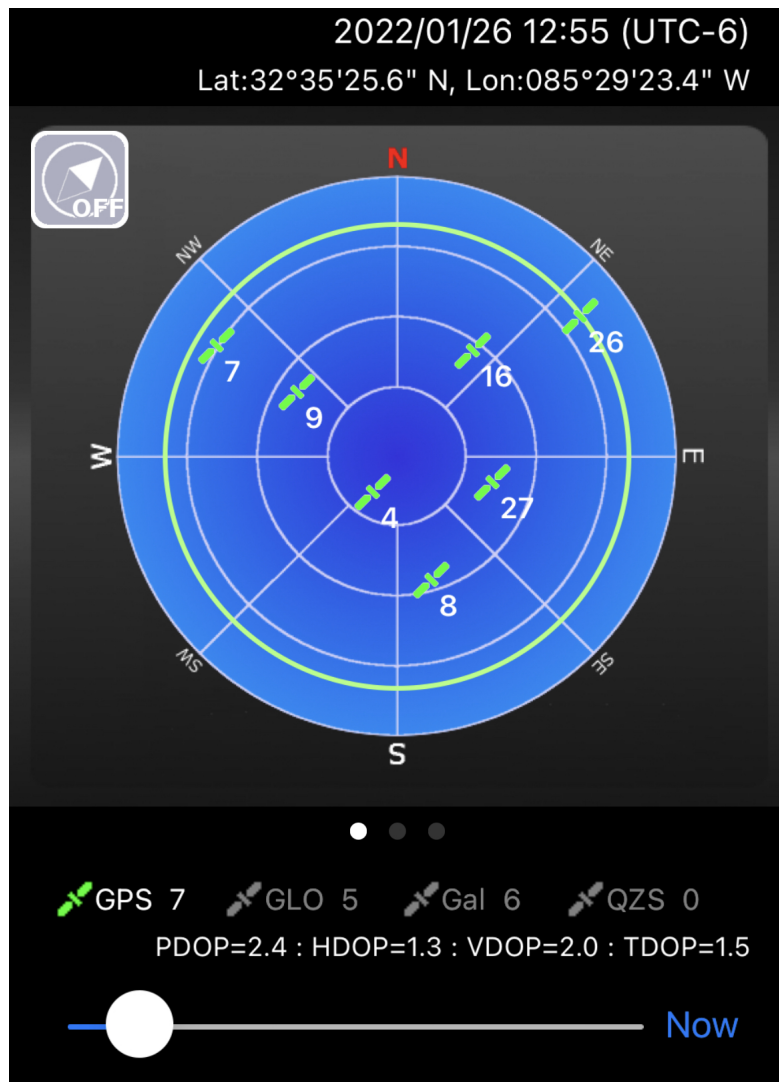 2022/01/26 12:55 (UTC-6)
Lat:32°35'25.6" N, Lon:085°29'23.4" W
OFF
N
NW
NE
26
7
16
9
W
E
4
27
8
SW
SE
S
GPS 7 GLO 5 Gal 6 QZS 0
PDOP=2.4 : HDOP=1.3 : VDOP=2.0 : TDOP=1.5
Now